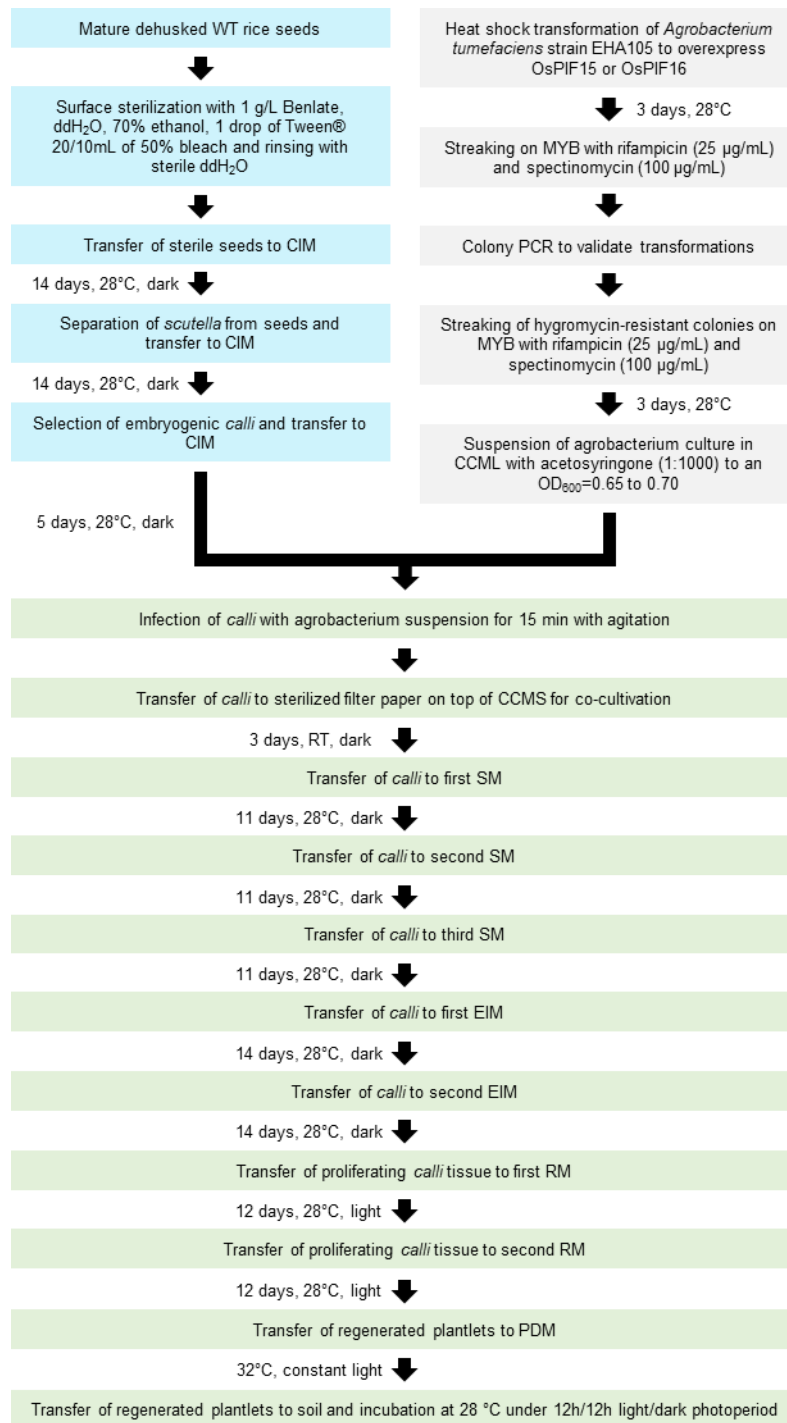 Mature dehusked WT rice seeds
Surface sterilization with 1 g/L Benlate,
ddH₂O, 70% ethanol, 1 drop of Tween®
20/10mL of 50% bleach and rinsing with
sterile ddH₂O
Transfer of sterile seeds to CIM
14 days, 28°C, dark
Separation of scutella from seeds and
transfer to CIM
14 days, 28°C, dark
Selection of embryogenic calli and transfer to
CIM
5 days, 28°C, dark
Heat shock transformation of Agrobacterium
tumefaciens strain EHA105 to overexpress
OsPIF15 or OsPIF16
3 days, 28°C
Streaking on MYB with rifampicin (25 µg/mL)
and spectinomycin (100 µg/mL)
Colony PCR to validate transformations
Streaking of hygromycin-resistant colonies on
MYB with rifampicin (25 µg/mL) and
spectinomycin (100 µg/mL)
3 days, 28°C
Suspension of agrobacterium culture in
CCML with acetosyringone (1:1000) to an
OD₆₀₀=0.65 to 0.70
Infection of calli with agrobacterium suspension for 15 min with agitation
Transfer of calli to sterilized filter paper on top of CCMS for co-cultivation
3 days, RT, dark
Transfer of calli to first SM
11 days, 28°C, dark
Transfer of calli to second SM
11 days, 28°C, dark
Transfer of calli to third SM
11 days, 28°C, dark
Transfer of calli to first EIM
14 days, 28°C, dark
Transfer of calli to second EIM
14 days, 28°C, dark
Transfer of proliferating calli tissue to first RM
12 days, 28°C, light
Transfer of proliferating calli tissue to second RM
12 days, 28°C, light
Transfer of regenerated plantlets to PDM
32°C, constant light
Transfer of regenerated plantlets to soil and incubation at 28 °C under 12h/12h light/dark photoperiod